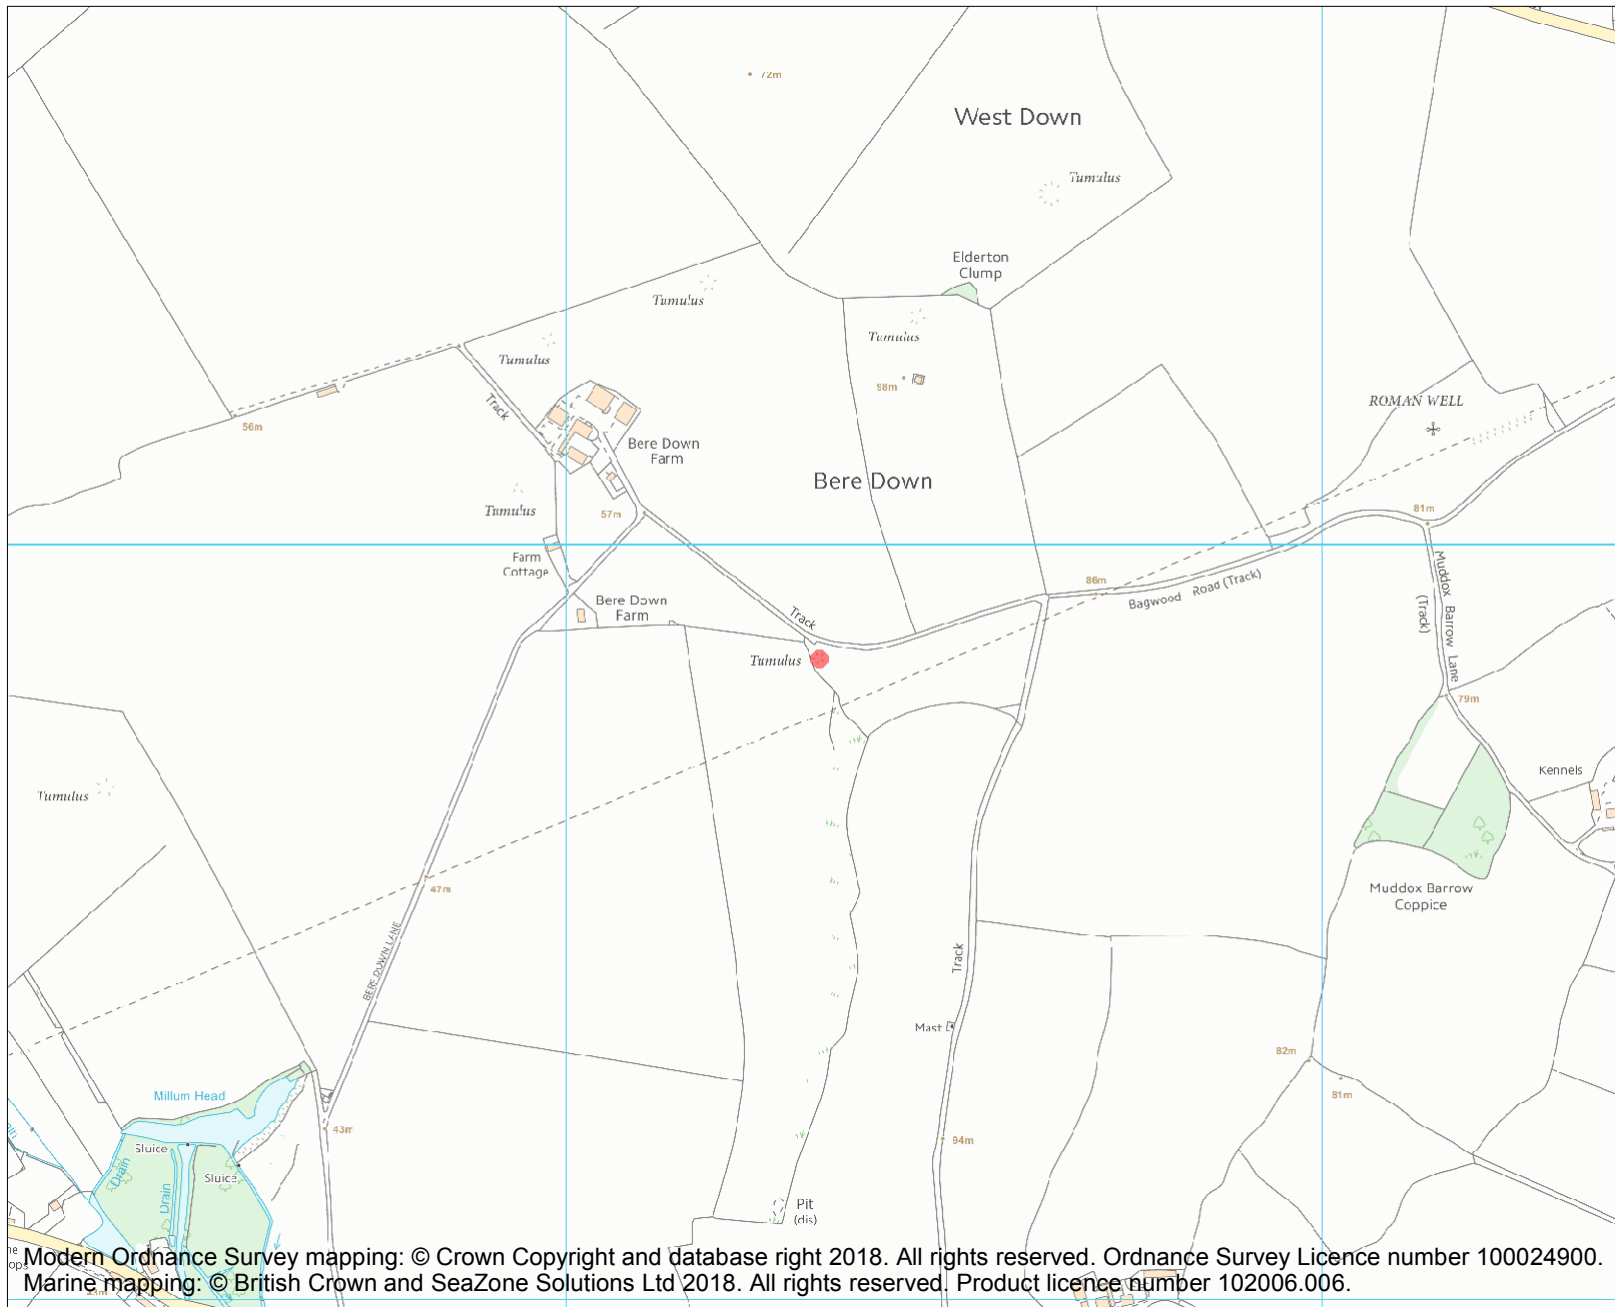 72m
West Down
Tumulus
Elderton
Clump
Tumulus
Tumulus
Tumulus
98m
Track
ROMAN WELL
56m
Bere Down
Farm
Bere Down
Tumulus
57m
81m
Farm
Cottage
86m
Bagwood Road (Track)
Muddox Barrow Lane
(Track)
Bere Down
Farm
Track
Tumulus
79m
Kennels
Tumulus
47m
Muddox Barrow
Coppice
BERE DOWN LANE
Track
Mast
82m
81m
Millum Head
43m
94m
Sluice
Drain
Sluice
Drain
Pit
(dis)
Modern Ordnance Survey mapping: © Crown Copyright and database right 2018. All rights reserved. Ordnance Survey Licence number 100024900.
Marine mapping: © British Crown and SeaZone Solutions Ltd 2018. All rights reserved. Product licence number 102006.006.